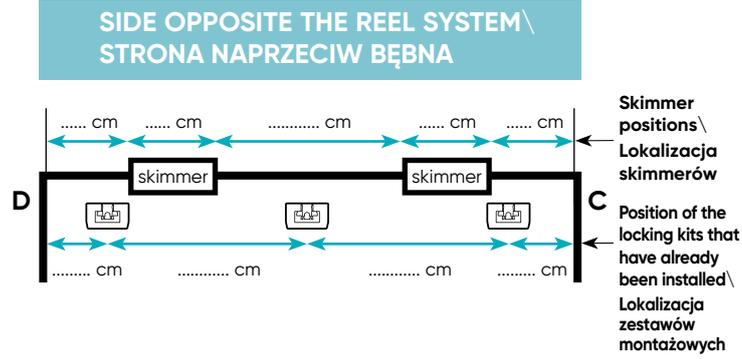 SIDE OPPOSITE THE REEL SYSTEM\
STRONA NAPRZECIW BĘBNA
...... cm ...... cm ............ cm ...... cm ...... cm
Skimmer
positions\
Lokalizacja
skimmerów
skimmer skimmer
D C
Position of the
locking kits that
have already
been installed\
Lokalizacja
zestawów
montażowych
......... cm ............ cm ............ cm ......... cm